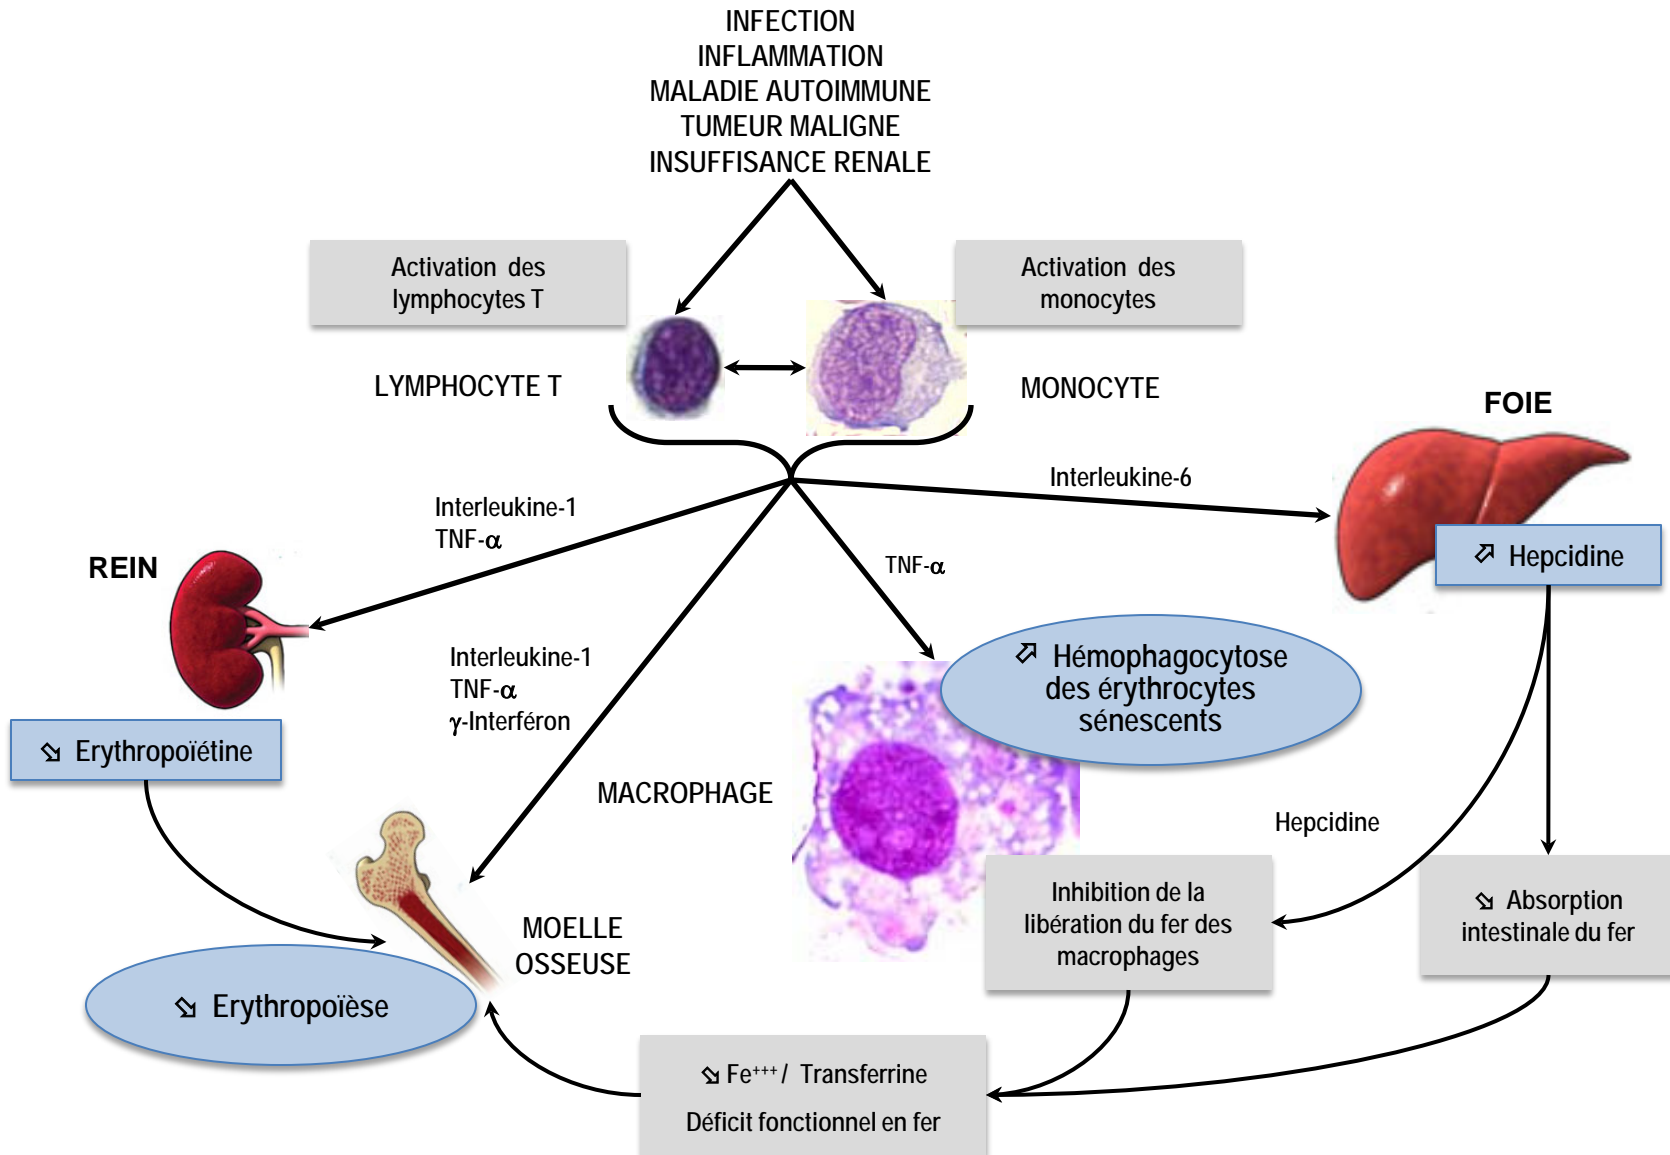 INFECTION
INFLAMMATION
MALADIE AUTOIMMUNE
TUMEUR MALIGNE
INSUFFISANCE RENALE
Activation des
lymphocytes T
Activation des
monocytes
LYMPHOCYTE T
MONOCYTE
FOIE
Interleukine-6
Interleukine-1
TNF-α
REIN
TNF-α
⬀ Hepcidine
Interleukine-1
TNF-α
γ-Interféron
⬀ Hémophagocytose
des érythrocytes
sénescents
⬂ Erythropoïétine
MACROPHAGE
Hepcidine
Inhibition de la
libération du fer des
macrophages
⬂ Absorption
intestinale du fer
MOELLE
OSSEUSE
⬂ Erythropoïèse
⬂ Fe⁺⁺⁺ / Transferrine
Déficit fonctionnel en fer